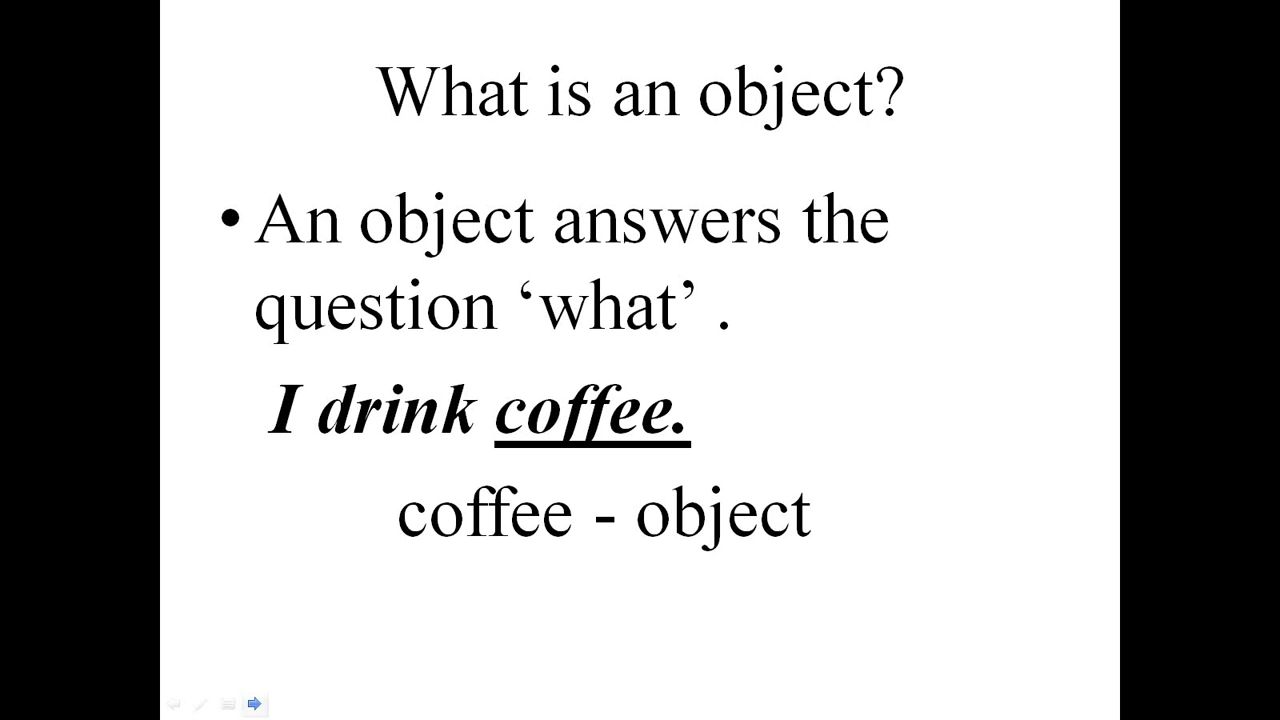 What is an object?
• An object answers the
question ‘what’ .
I drink coffee.
coffee - object